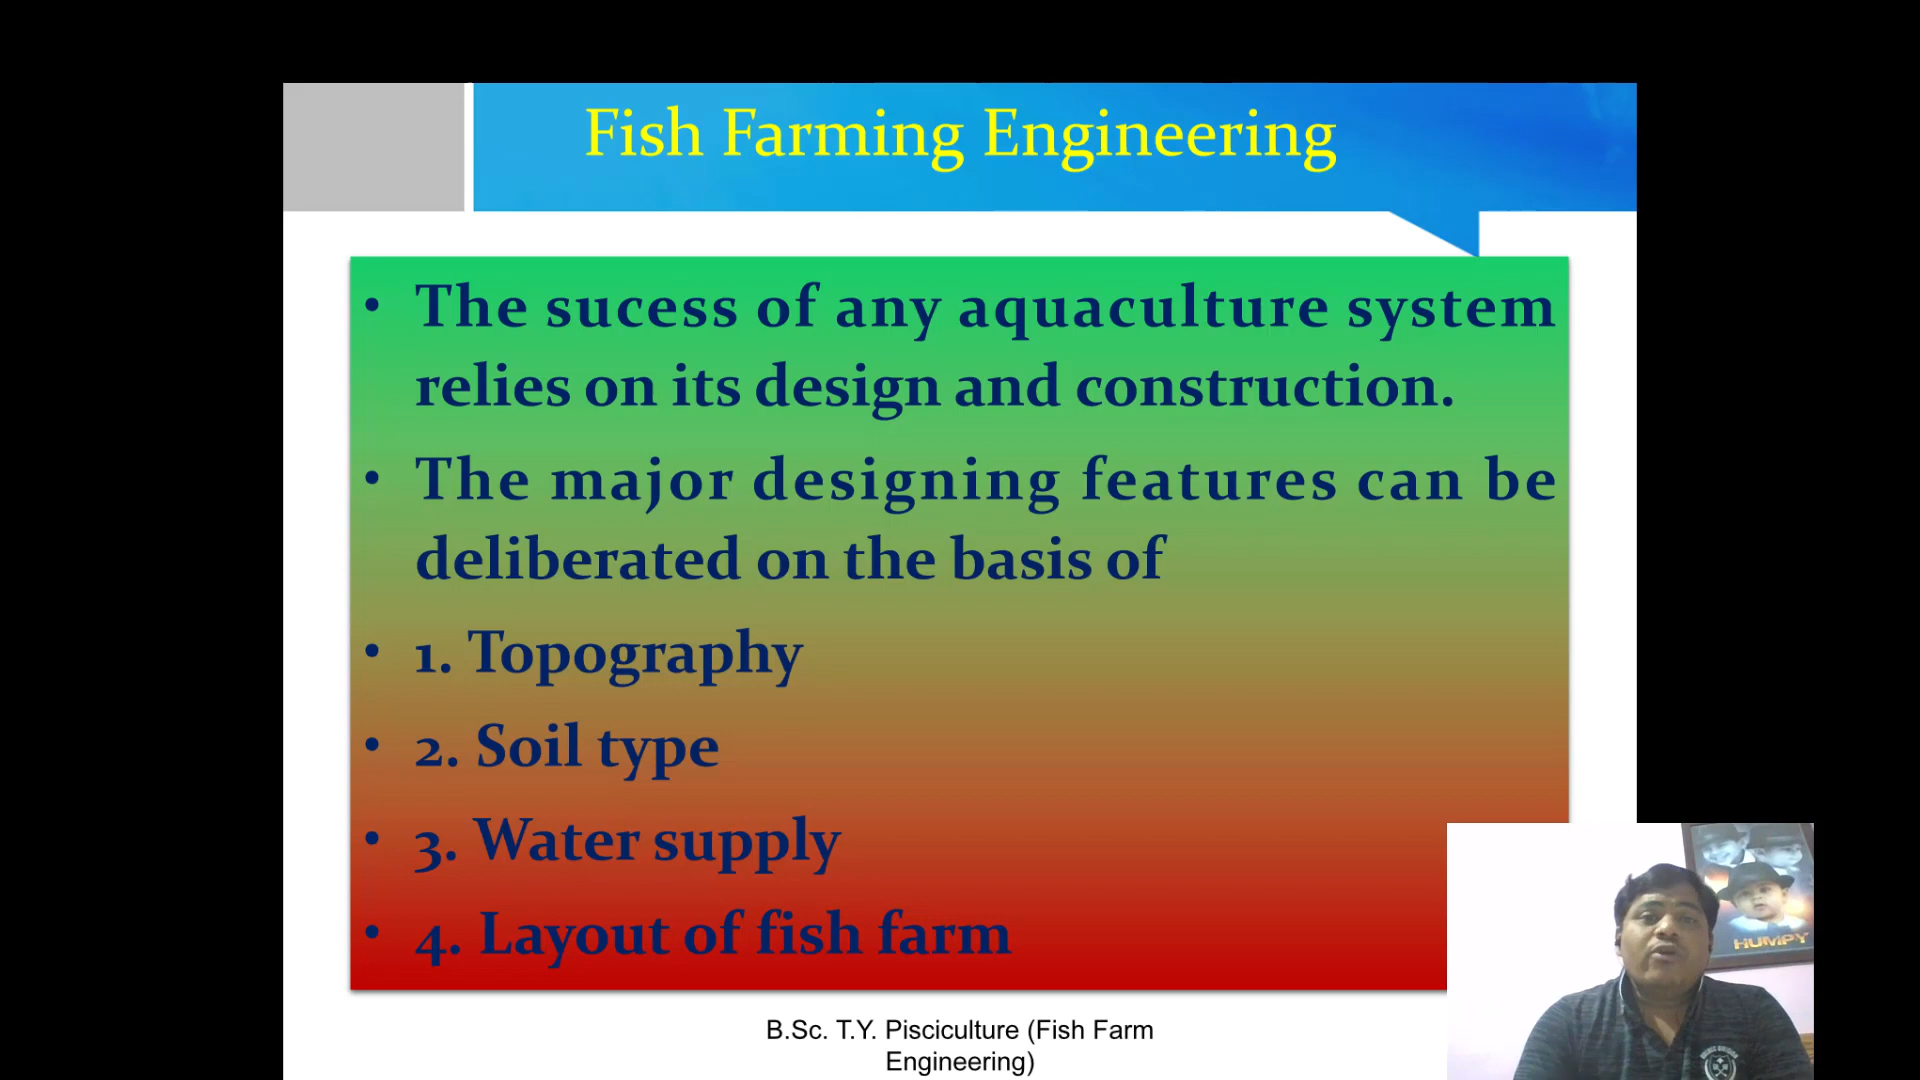 Fish Farming Engineering
• The sucess of any aquaculture system
relies on its design and construction.
• The major designing features can be
deliberated on the basis of
• 1. Topography
• 2. Soil type
• 3. Water supply
• 4. Layout of fish farm
HUMPY
B.Sc. T.Y. Pisciculture (Fish Farm
Engineering)